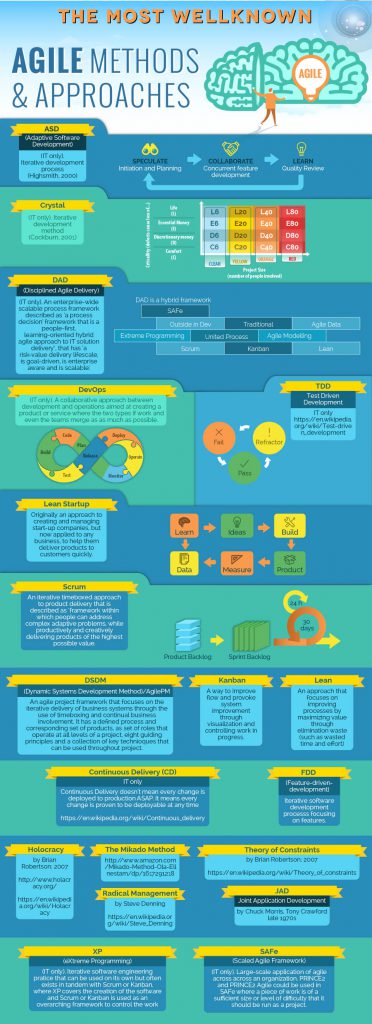 THE MOST WELLKNOWN
AGILE METHODS
& APPROACHES
AGILE
ASD
(Adaptive Software
Development)
(IT only)
Iterative development
process
(Highsmith, 2000)
SPECULATE
Initiation and Planning
COLLABORATE
Concurrent feature
development
LEARN
Quality Review
Crystal
(IT only). Iterative
development
method
(Cockburn, 2001)
Criticality (defects cause loss of...)
Life
(L)
Essential Money
(E)
Discretionary money
(D)
Comfort
(C)
L6 L20 L40 L80
E6 E20 E40 E80
D6 D20 D40 D80
C6 C20 C40 C80
CLEAR YELLOW ORANGE RED
Project Size
(number of people involved)
DAD
(Disciplined Agile Delivery)
(IT only). An enterprise-wide
scalable process framework
described as 'a process
decision' framework that is a
people-first,
learning-oriented hybrid
agile approach to IT solution
delivery', that has 'a
risk-value delivery lifescale,
is goal-driven, is enterprise
aware and is scalable'
DAD is a hybrid framework
SAFe
Outside in Dev Traditional Agile Data
Extreme Programming United Process Agile Modelling
Scrum Kanban Lean
DevOps
(IT only) A collaborative approach between
development and operations aimed at creating a
product or service where the two types if work and
even the teams merge as as much as possible.
Code
Plan
Build
Test
Release
Deploy
Operate
Monitor
TDD
Test Driven
Development
IT only
https://en.wikipedia.
org/wiki/Test-drive
n_development
Fail
Refractor
Pass
Lean Startup
Originally an approach to
creating and managing
start-up companies, but
now applied to any
business, to help them
deliver products to
customers quickly.
Learn Ideas Build
Data Measure Product
Scrum
An iterative timeboxed approach
to product delivery that is
described as 'framework within
which people can address
complex adaptive problems, while
productively and creatively
delivering products of the highest
possible value.
24 h
30
days
Product Backlog Sprint Backlog
DSDM
(Dynamic Systems Development Method)/AgilePM
An agile project framework that focuses on the
iterative delivery of business systems through the
use of timeboxing and continual business
involvement. It has a defined process and
corresponding set of products, as set of roles that
operate at all levels of a project, eight guiding
principles and a collection of key techniques that
can be used throughout project.
Kanban
A way to improve
flow and provoke
system
improvement
through
visualization and
controlling work in
progress.
Lean
An approach that
focuses on
improving
processes by
maximizing value
through
elimination waste
(such as wasted
time and effort)
Continuous Delivery (CD)
IT only
Continuous Delivery doesn't mean every change is
deployed to production ASAP. It means every
change is proven to be deployable at any time
https://en.wikipedia.org/wiki/Continuous_delivery
FDD
(Feature-driven-
development)
Iterative software
development
processs focusing
on features.
Holocracy
by Brian
Robertson: 2007
http://www.holacr
acy.org/
https://en.wikipedi
a.org/wiki/Holacr
acy
The Mikado Method
http://www.amazon.com
/Mikado-Method-Ola-Ell
nestam/dp/1617291218
Radical Management
by Steve Denning
https://en.wikipedia.or
g/wiki/Steve_Denning
Theory of Constraints
by Brian Robertson: 2007
https://en.wikipedia.org/wiki/Theory_of_constraints
JAD
Joint Application Development
by Chuck Morris, Tony Crawford
late 1970s
XP
(eXtreme Programming)
(IT only). Iterative software engineering
pratice that can be used on its own but often
exists in tandem with Scrum or Kanban,
where XP covers the creation of the software
and Scrum or Kanban is used as an
overarching framework to control the work
SAFe
(Scaled Agile Framework)
(IT only). Large-scale application of agile
across across an organization. PRINCE2
and PRINCE2 Agile could be used in
SAFe where a piece of work is of a
sufficient size or level of difficulty that it
should be run as a project.